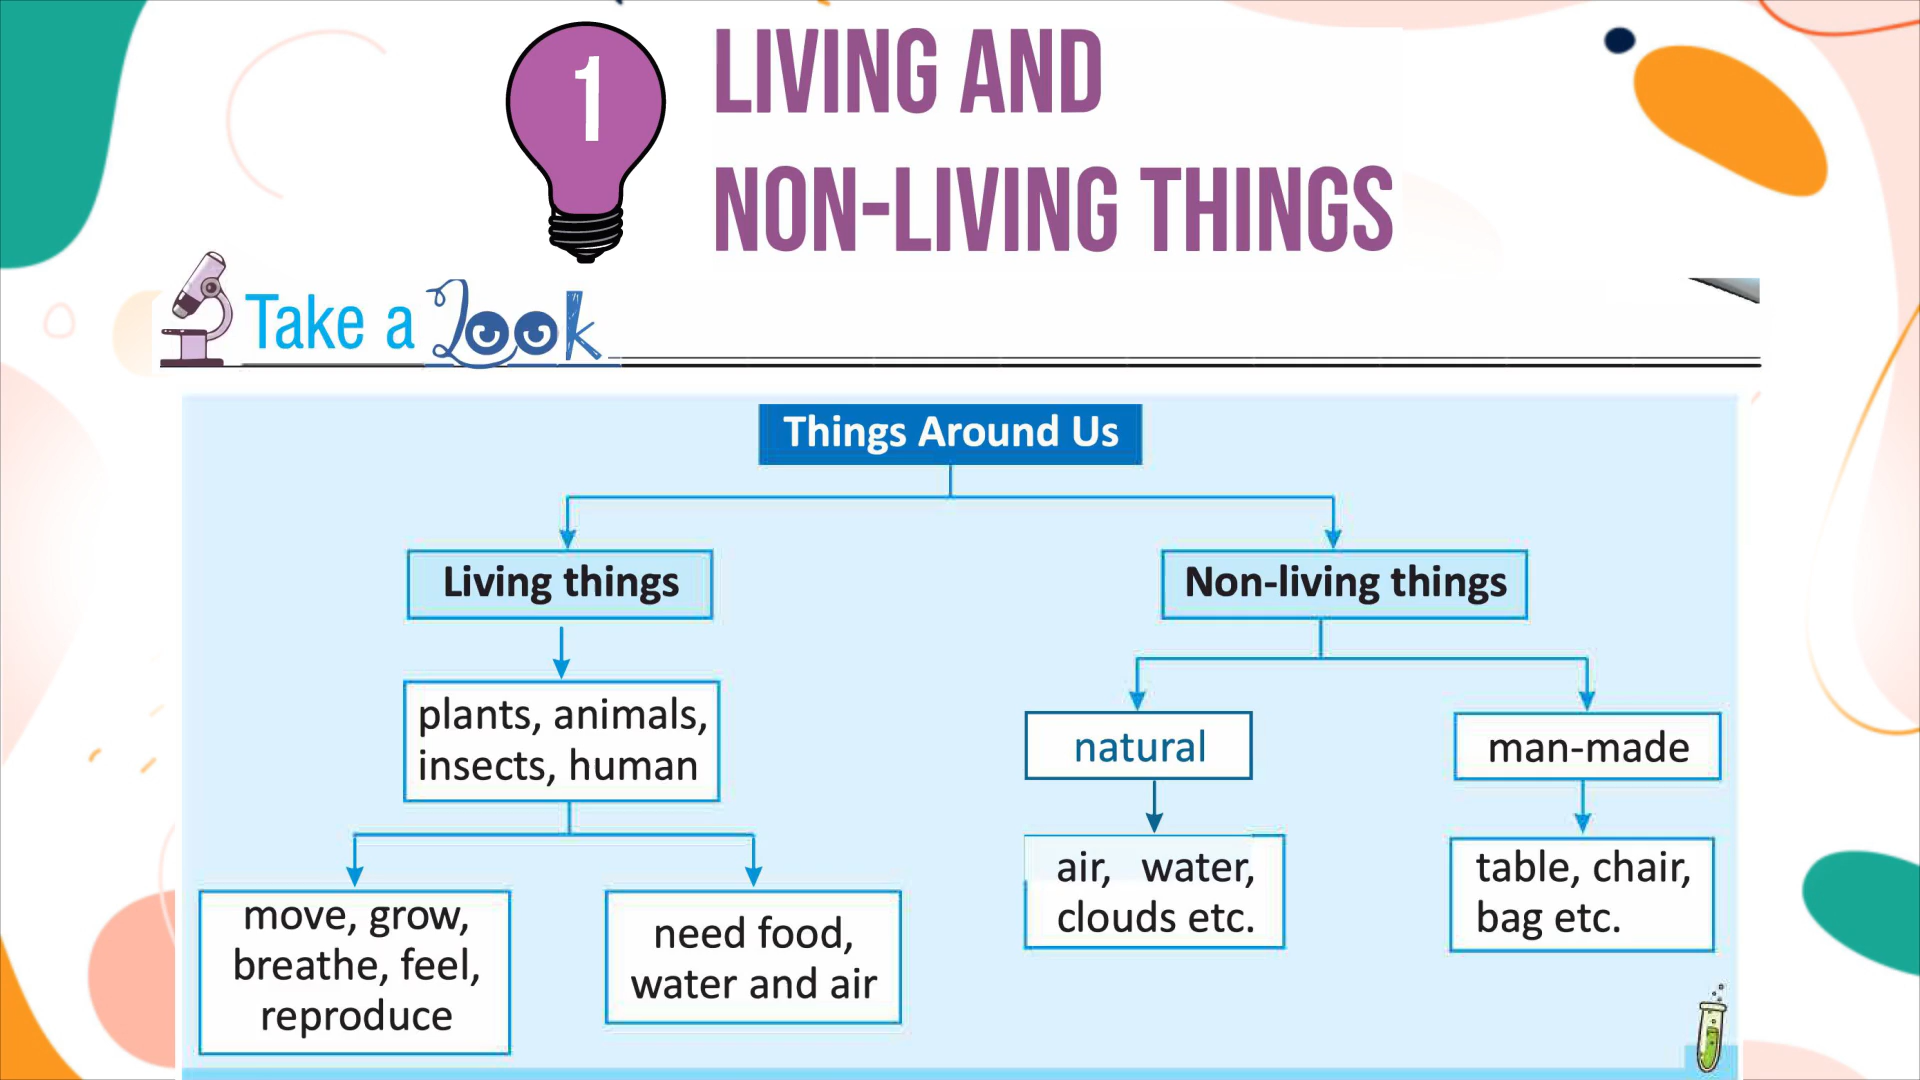 1
LIVING AND
NON-LIVING THINGS
Take a Look
Things Around Us
Living things
Non-living things
plants, animals,
insects, human
natural
man-made
move, grow,
breathe, feel,
reproduce
need food,
water and air
air, water,
clouds etc.
table, chair,
bag etc.